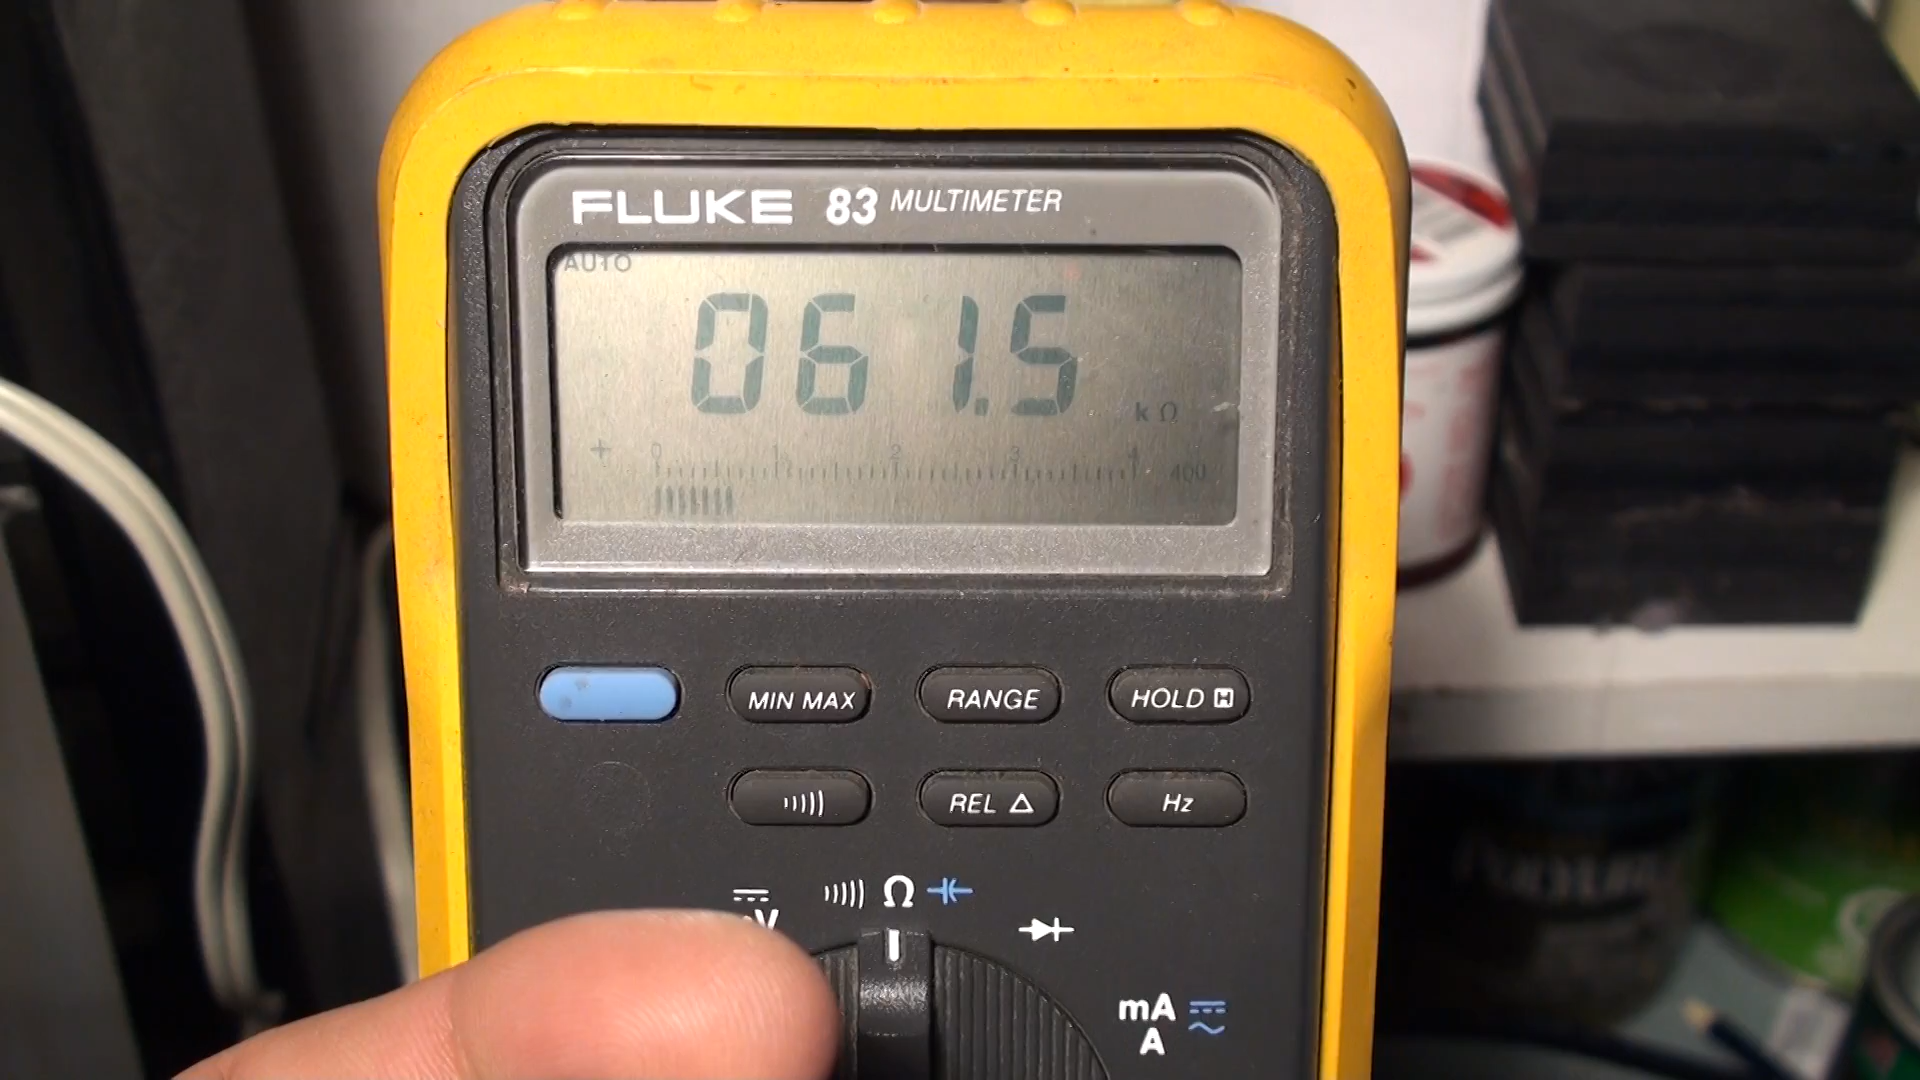 FLUKE 83 MULTIMETER
AUTO
061.5
kΩ
+ 0 1 2 3 4 400
MIN MAX RANGE HOLD H
REL Δ Hz
Ω
V
mA
A